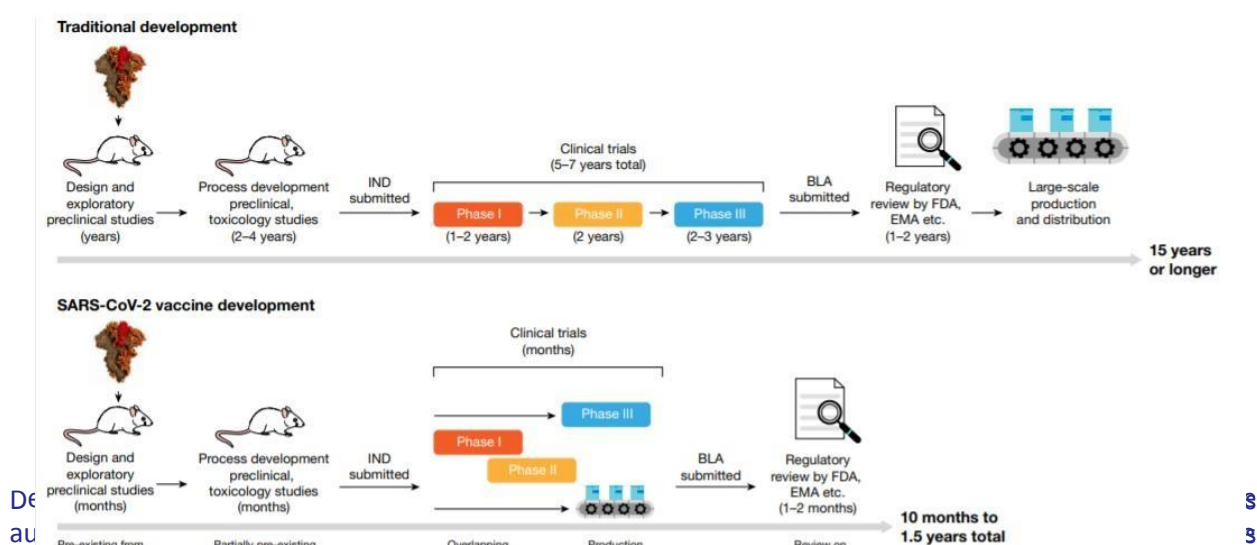 Traditional development
Clinical trials
(5–7 years total)
Design and
exploratory
preclinical studies
(years)
Process development
preclinical,
toxicology studies
(2–4 years)
IND
submitted
Phase I
(1–2 years)
Phase II
(2 years)
Phase III
(2–3 years)
BLA
submitted
Regulatory
review by FDA,
EMA etc.
(1–2 years)
Large-scale
production
and distribution
15 years
or longer
SARS-CoV-2 vaccine development
Clinical trials
(months)
Design and
exploratory
preclinical studies
(months)
Process development
preclinical,
toxicology studies
(months)
IND
submitted
Phase III
Phase I
Phase II
BLA
submitted
Regulatory
review by FDA,
EMA etc.
(1–2 months)
10 months to
1.5 years total